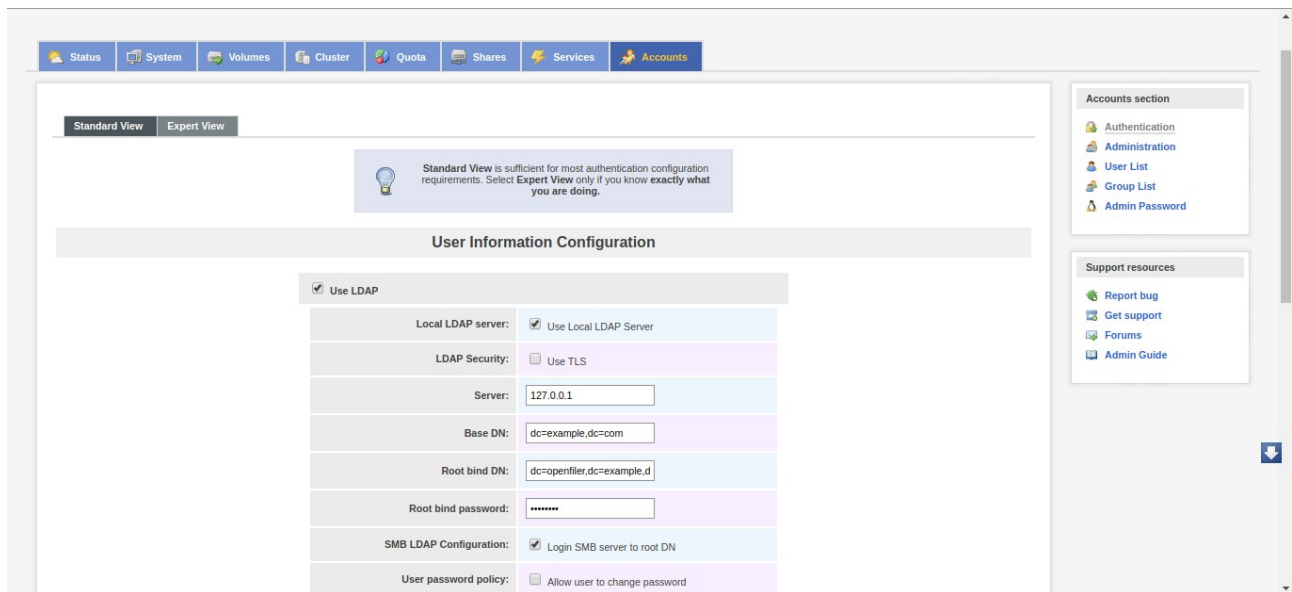 Status System Volumes Cluster Quota Shares Services Accounts
Standard View Expert View
Standard View is sufficient for most authentication configuration
requirements. Select Expert View only if you know exactly what
you are doing.
User Information Configuration
Use LDAP
Local LDAP server: Use Local LDAP Server
LDAP Security: Use TLS
Server: 127.0.0.1
Base DN: dc=example,dc=com
Root bind DN: dc=openfiler,dc=example,d
Root bind password: ••••••••
SMB LDAP Configuration: Login SMB server to root DN
User password policy: Allow user to change password
Accounts section
Authentication
Administration
User List
Group List
Admin Password
Support resources
Report bug
Get support
Forums
Admin Guide